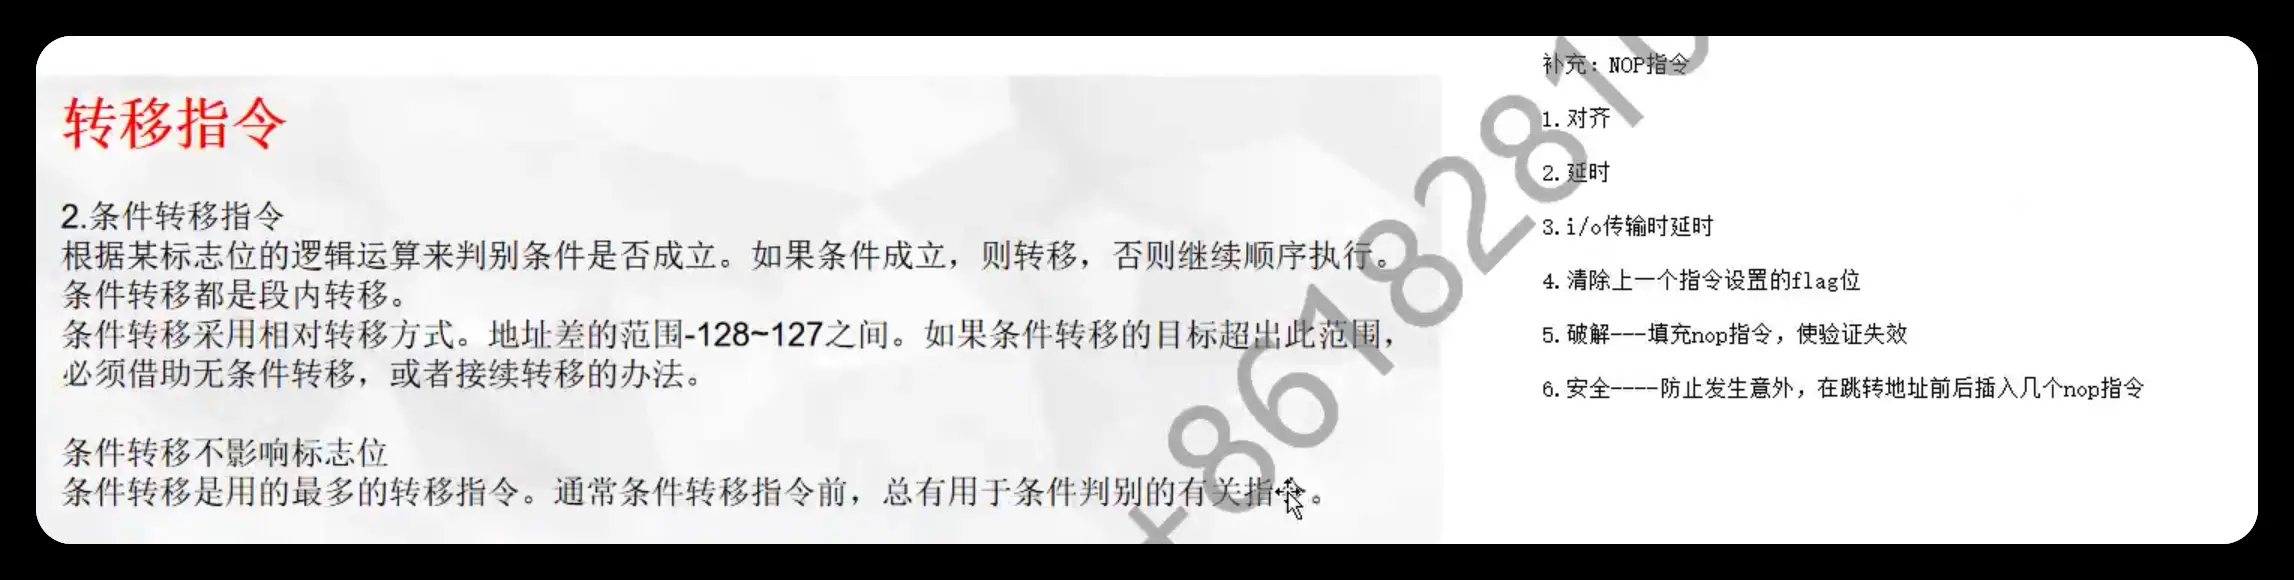 转移指令
2.条件转移指令
根据某标志位的逻辑运算来判别条件是否成立。如果条件成立，则转移，否则继续顺序执行。
条件转移都是段内转移。
条件转移采用相对转移方式。地址差的范围-128~127之间。如果条件转移的目标超出此范围，
必须借助无条件转移，或者接续转移的办法。
条件转移不影响标志位
条件转移是用的最多的转移指令。通常条件转移指令前，总有用于条件判别的有关指令。
补充：NOP指令
1.对齐
2.延时
3.i/o传输时延时
4.清除上一个指令设置的flag位
5.破解---填充nop指令，使验证失效
6.安全----防止发生意外，在跳转地址前后插入几个nop指令